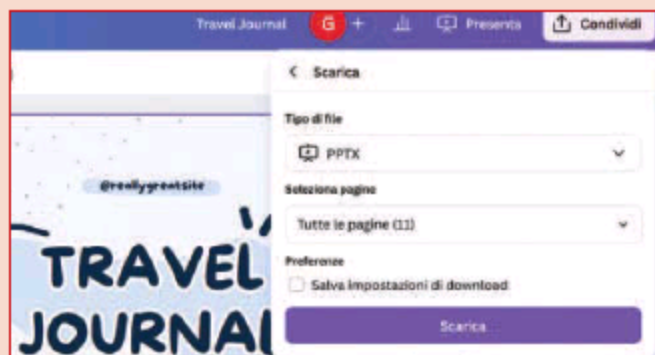 Travel Journal G + Presenta Condividi
< Scarica
Tipo di file
PPTX
Seleziona pagine
Tutte le pagine (11)
Preferenze
Salva impostazioni di download
Scarica
@reallygreatsite
TRAVEL
JOURNAL